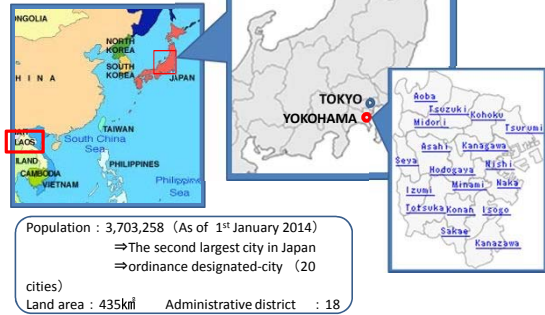 NGOLIA
NORTH
KOREA
SOUTH
KOREA
JAPAN
H I N A
TAIWAN
South China
Sea
LAOS
ILAND
CAMBODIA
VIETNAM
PHILIPPINES
Philippine
Sea
TOKYO
YOKOHAMA
Aoba
Tsuzuki
Kohoku
Midori
Tsurumi
Asahi
Kanagawa
Seya
Nishi
Hodogaya
Izumi
Minami
Naka
Totsuka
Konan
Isogo
Sakae
Kanazawa
Population：3,703,258 （As of 1st January 2014）
⇒The second largest city in Japan
⇒ordinance designated-city （20
cities）
Land area：435k㎡ Administrative district ：18